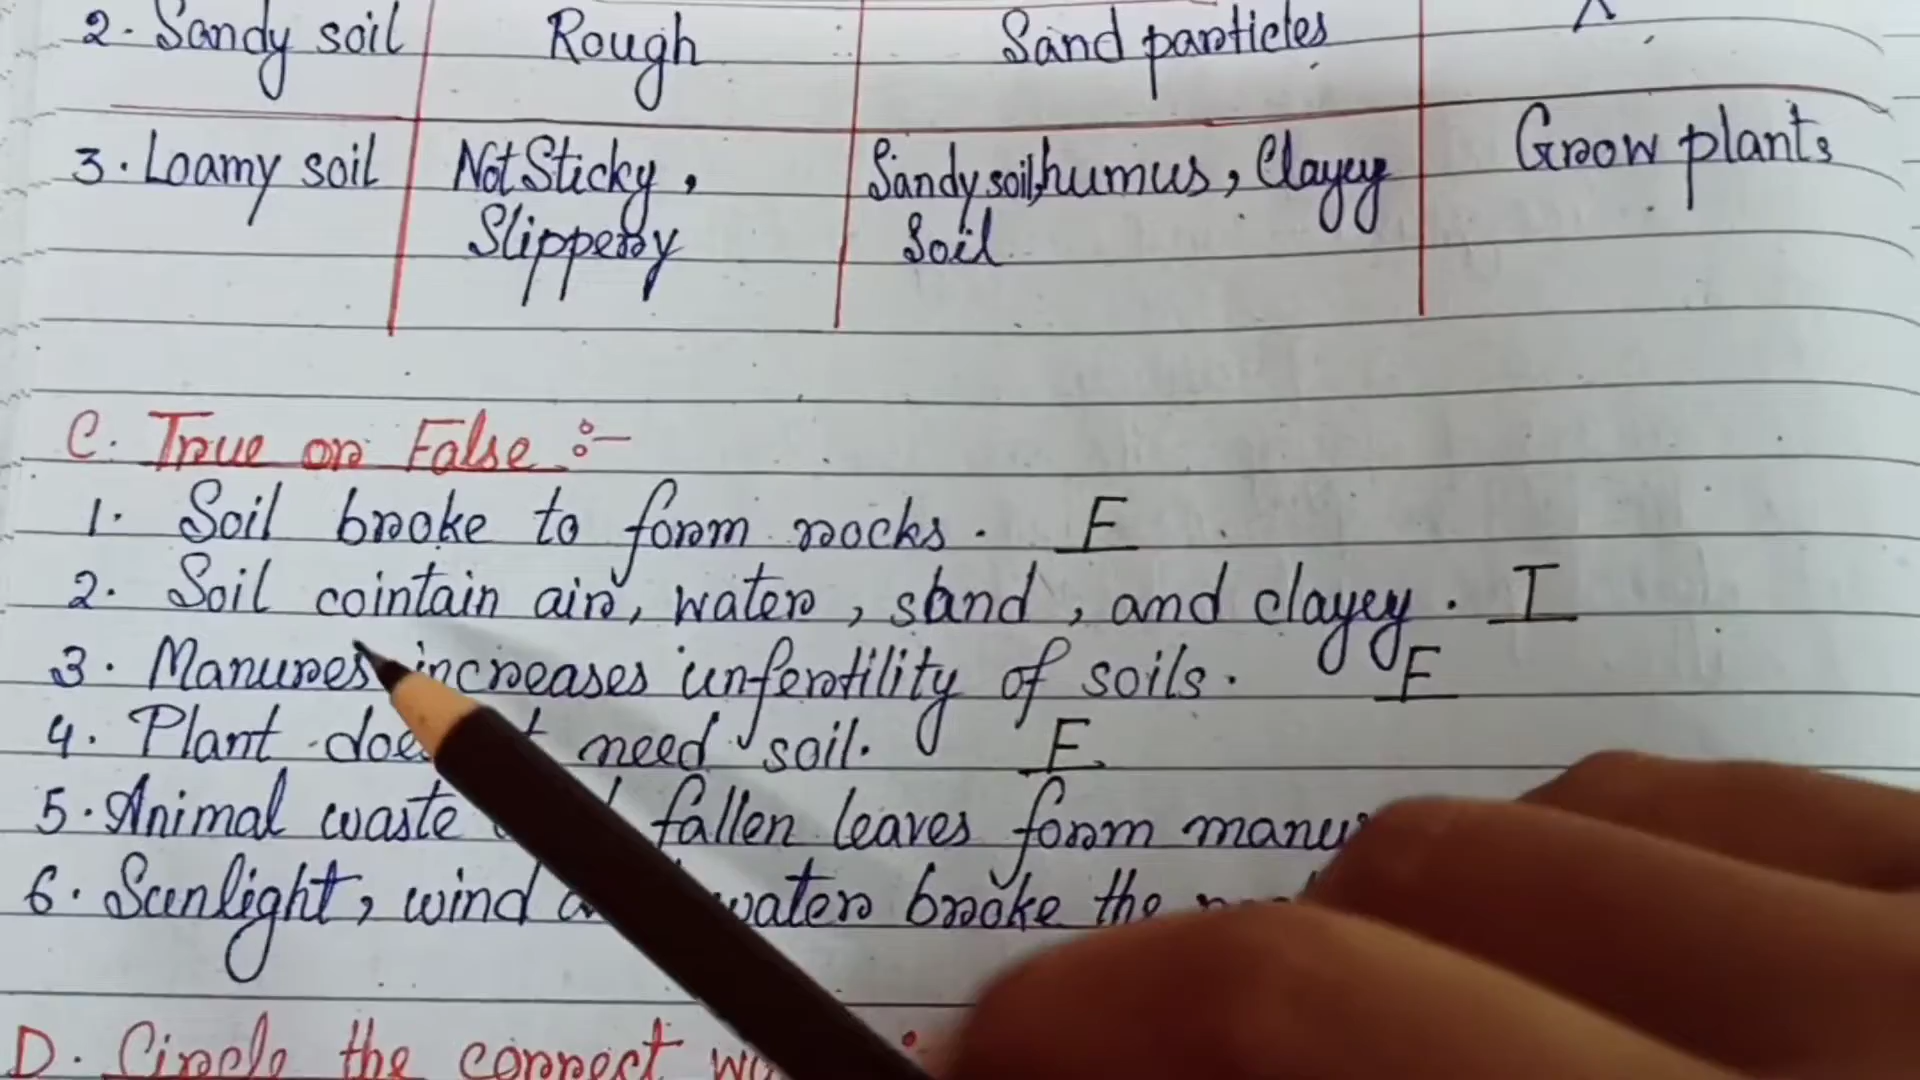 2. Sandy soil Rough Sand particles
3. Loamy soil Not Sticky, Sandy soil, humus, Clayey Grow plants
Slippery Soil
C. True or False :-
1. Soil broke to form rocks. F
2. Soil cointain air, water, sand, and clayey. T
3. Manures increases unfertility of soils. F
4. Plant need soil. F
5. Animal waste fallen leaves form
6. Sunlight, wind water broke the
D. Circle the correct